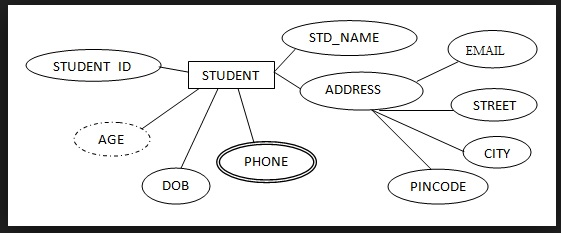 STD_NAME
EMAIL
STUDENT ID
STUDENT
ADDRESS
STREET
AGE
CITY
PHONE
DOB
PINCODE